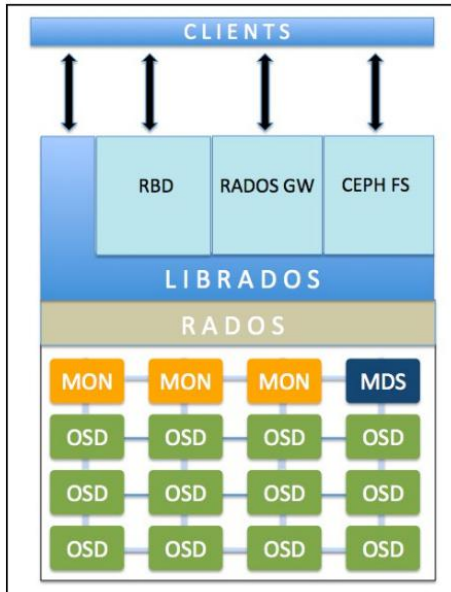 CLIENTS
RBD RADOS GW CEPH FS
LIBRADOS
RADOS
MON MON MON MDS
OSD OSD OSD OSD
OSD OSD OSD OSD
OSD OSD OSD OSD